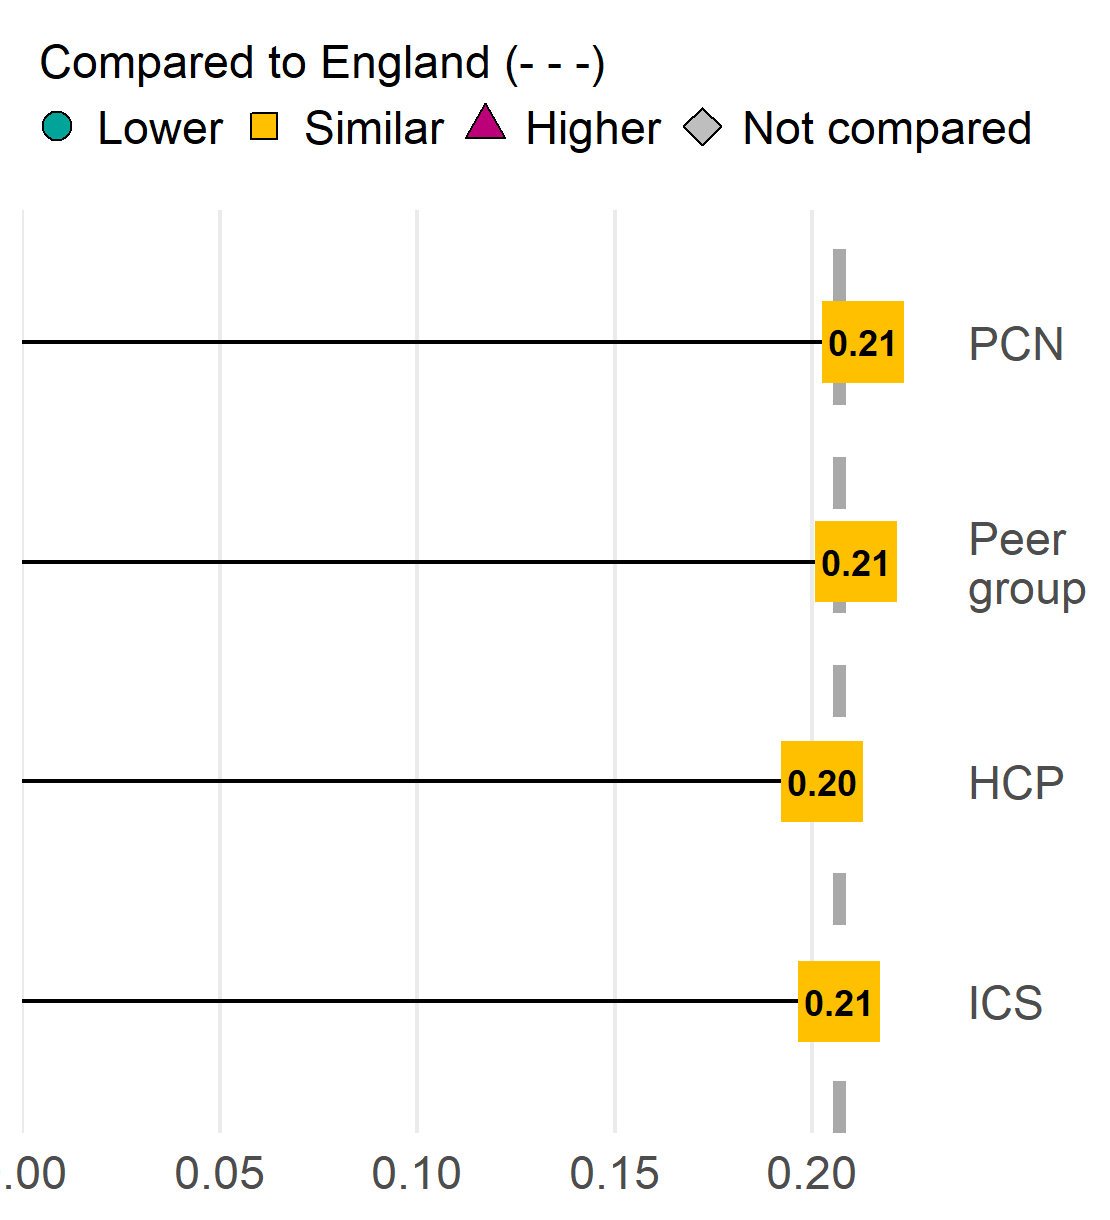 Compared to England (- - -)
Lower Similar Higher Not compared
0.21 PCN
0.21 Peer group
0.20 HCP
0.21 ICS
.00 0.05 0.10 0.15 0.20